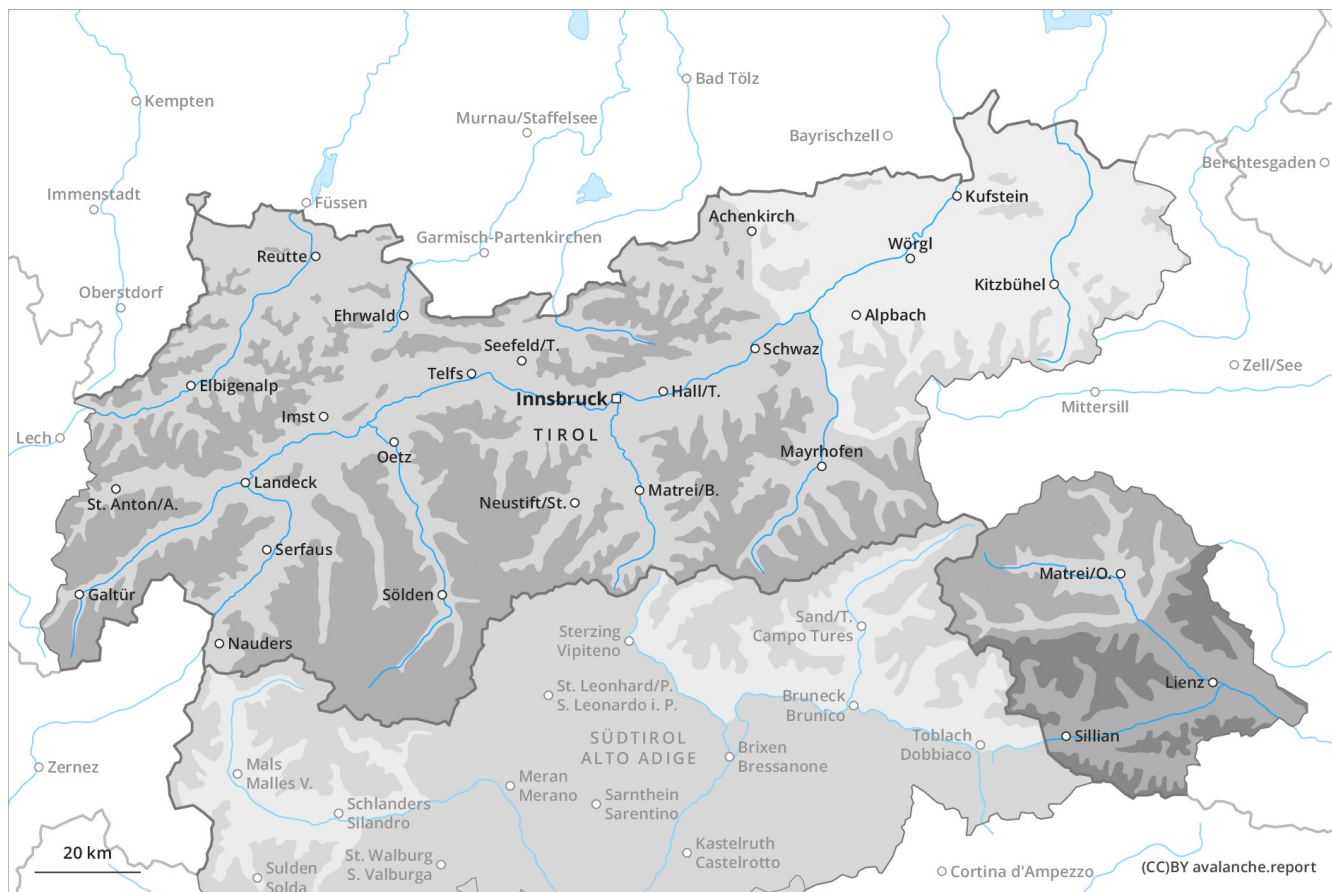 Kempten
Bad Tölz
Murnau/Staffelsee
Bayrischzell
Berchtesgaden
Immenstadt
Füssen
Kufstein
Achenkirch
Garmisch-Partenkirchen
Wörgl
Reutte
Oberstdorf
Kitzbühel
Ehrwald
Alpbach
Seefeld/T.
Schwaz
Zell/See
Telfs
Elbigenalp
Innsbruck
Hall/T.
Mittersill
Imst
TIROL
Lech
Oetz
Mayrhofen
Landeck
St. Anton/A.
Neustift/St.
Matrei/B.
Serfaus
Matrei/O.
Galtür
Sölden
Sand/T.
Campo Tures
Sterzing
Vipiteno
Nauders
Lienz
St. Leonhard/P.
S. Leonardo i. P.
Bruneck
Brunico
SÜDTIROL
ALTO ADIGE
Toblach
Dobbiaco
Sillian
Brixen
Bressanone
Zernez
Mals
Malles V.
Meran
Merano
Sarnthein
Sarentino
Schlanders
Silandro
Kastelruth
Castelrotto
20 km
St. Walburg
S. Valburga
Sulden
Solda
Cortina d'Ampezzo
(CC)BY avalanche.report